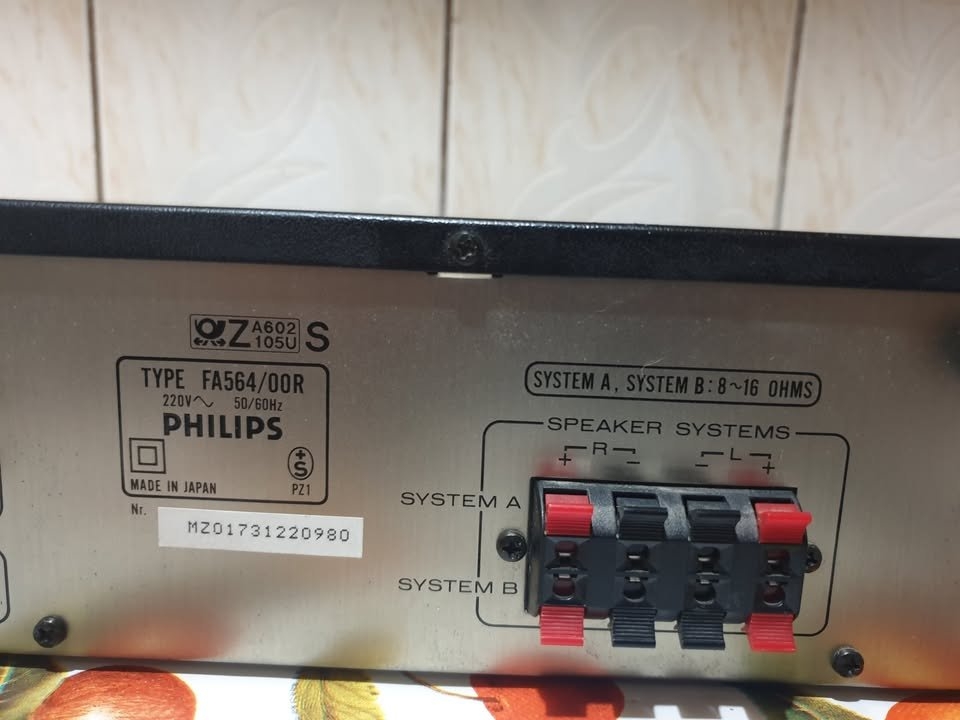 Z A602
105U S
TYPE FA564/00R
220V~ 50/60Hz
PHILIPS
+
S
MADE IN JAPAN PZ1
Nr.
MZ01731220980
SYSTEM A, SYSTEM B: 8~16 OHMS
SPEAKER SYSTEMS
R L
+ - - +
SYSTEM A
SYSTEM B